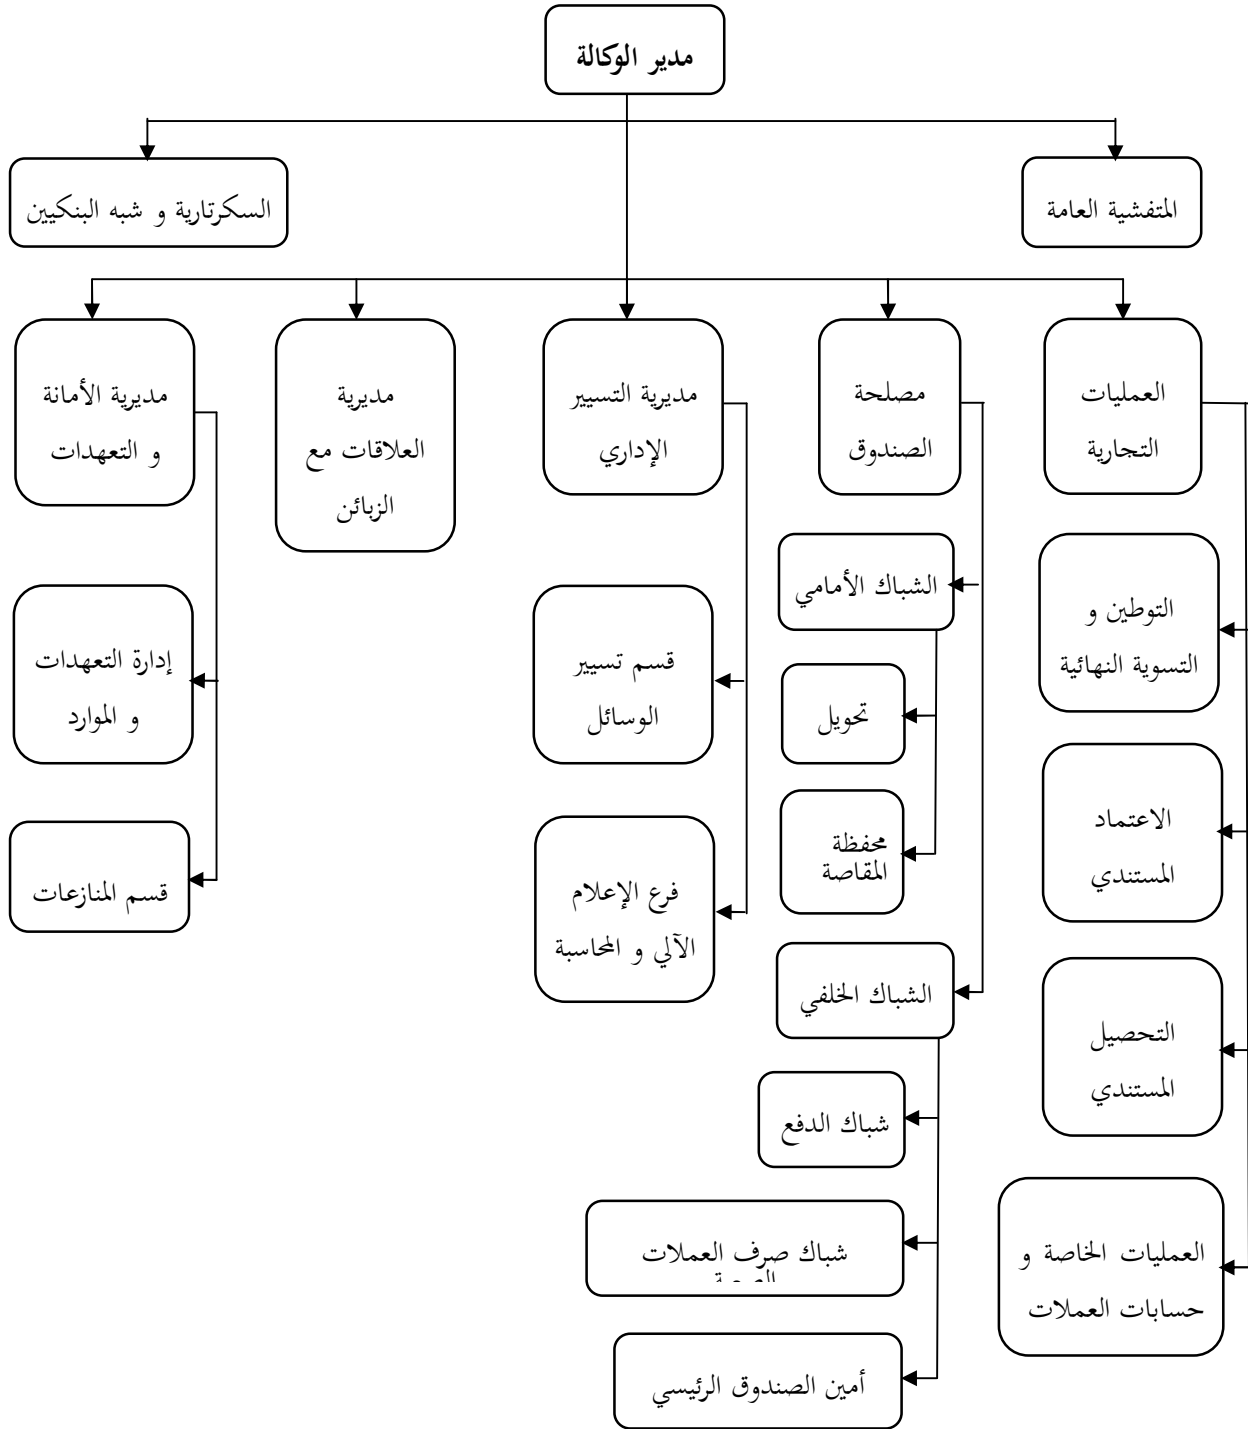 مدير الوكالة
المتفشية العامة
السكرتارية و شبه البنكيين
العمليات
التجارية
مصلحة
الصندوق
مديرية التسيير
الإداري
مديرية
العلاقات مع
الزبائن
مديرية الأمانة
و التعهدات
التوطين و
التسوية النهائية
الاعتماد
المستندي
التحصيل
المستندي
العمليات الخاصة و
حسابات العملات
الشباك الأمامي
تحويل
محفظة
المقاصة
الشباك الخلفي
شباك الدفع
شباك صرف العملات
أمين الصندوق الرئيسي
قسم تسيير
الوسائل
فرع الإعلام
الآلي و المحاسبة
إدارة التعهدات
و الموارد
قسم المنازعات